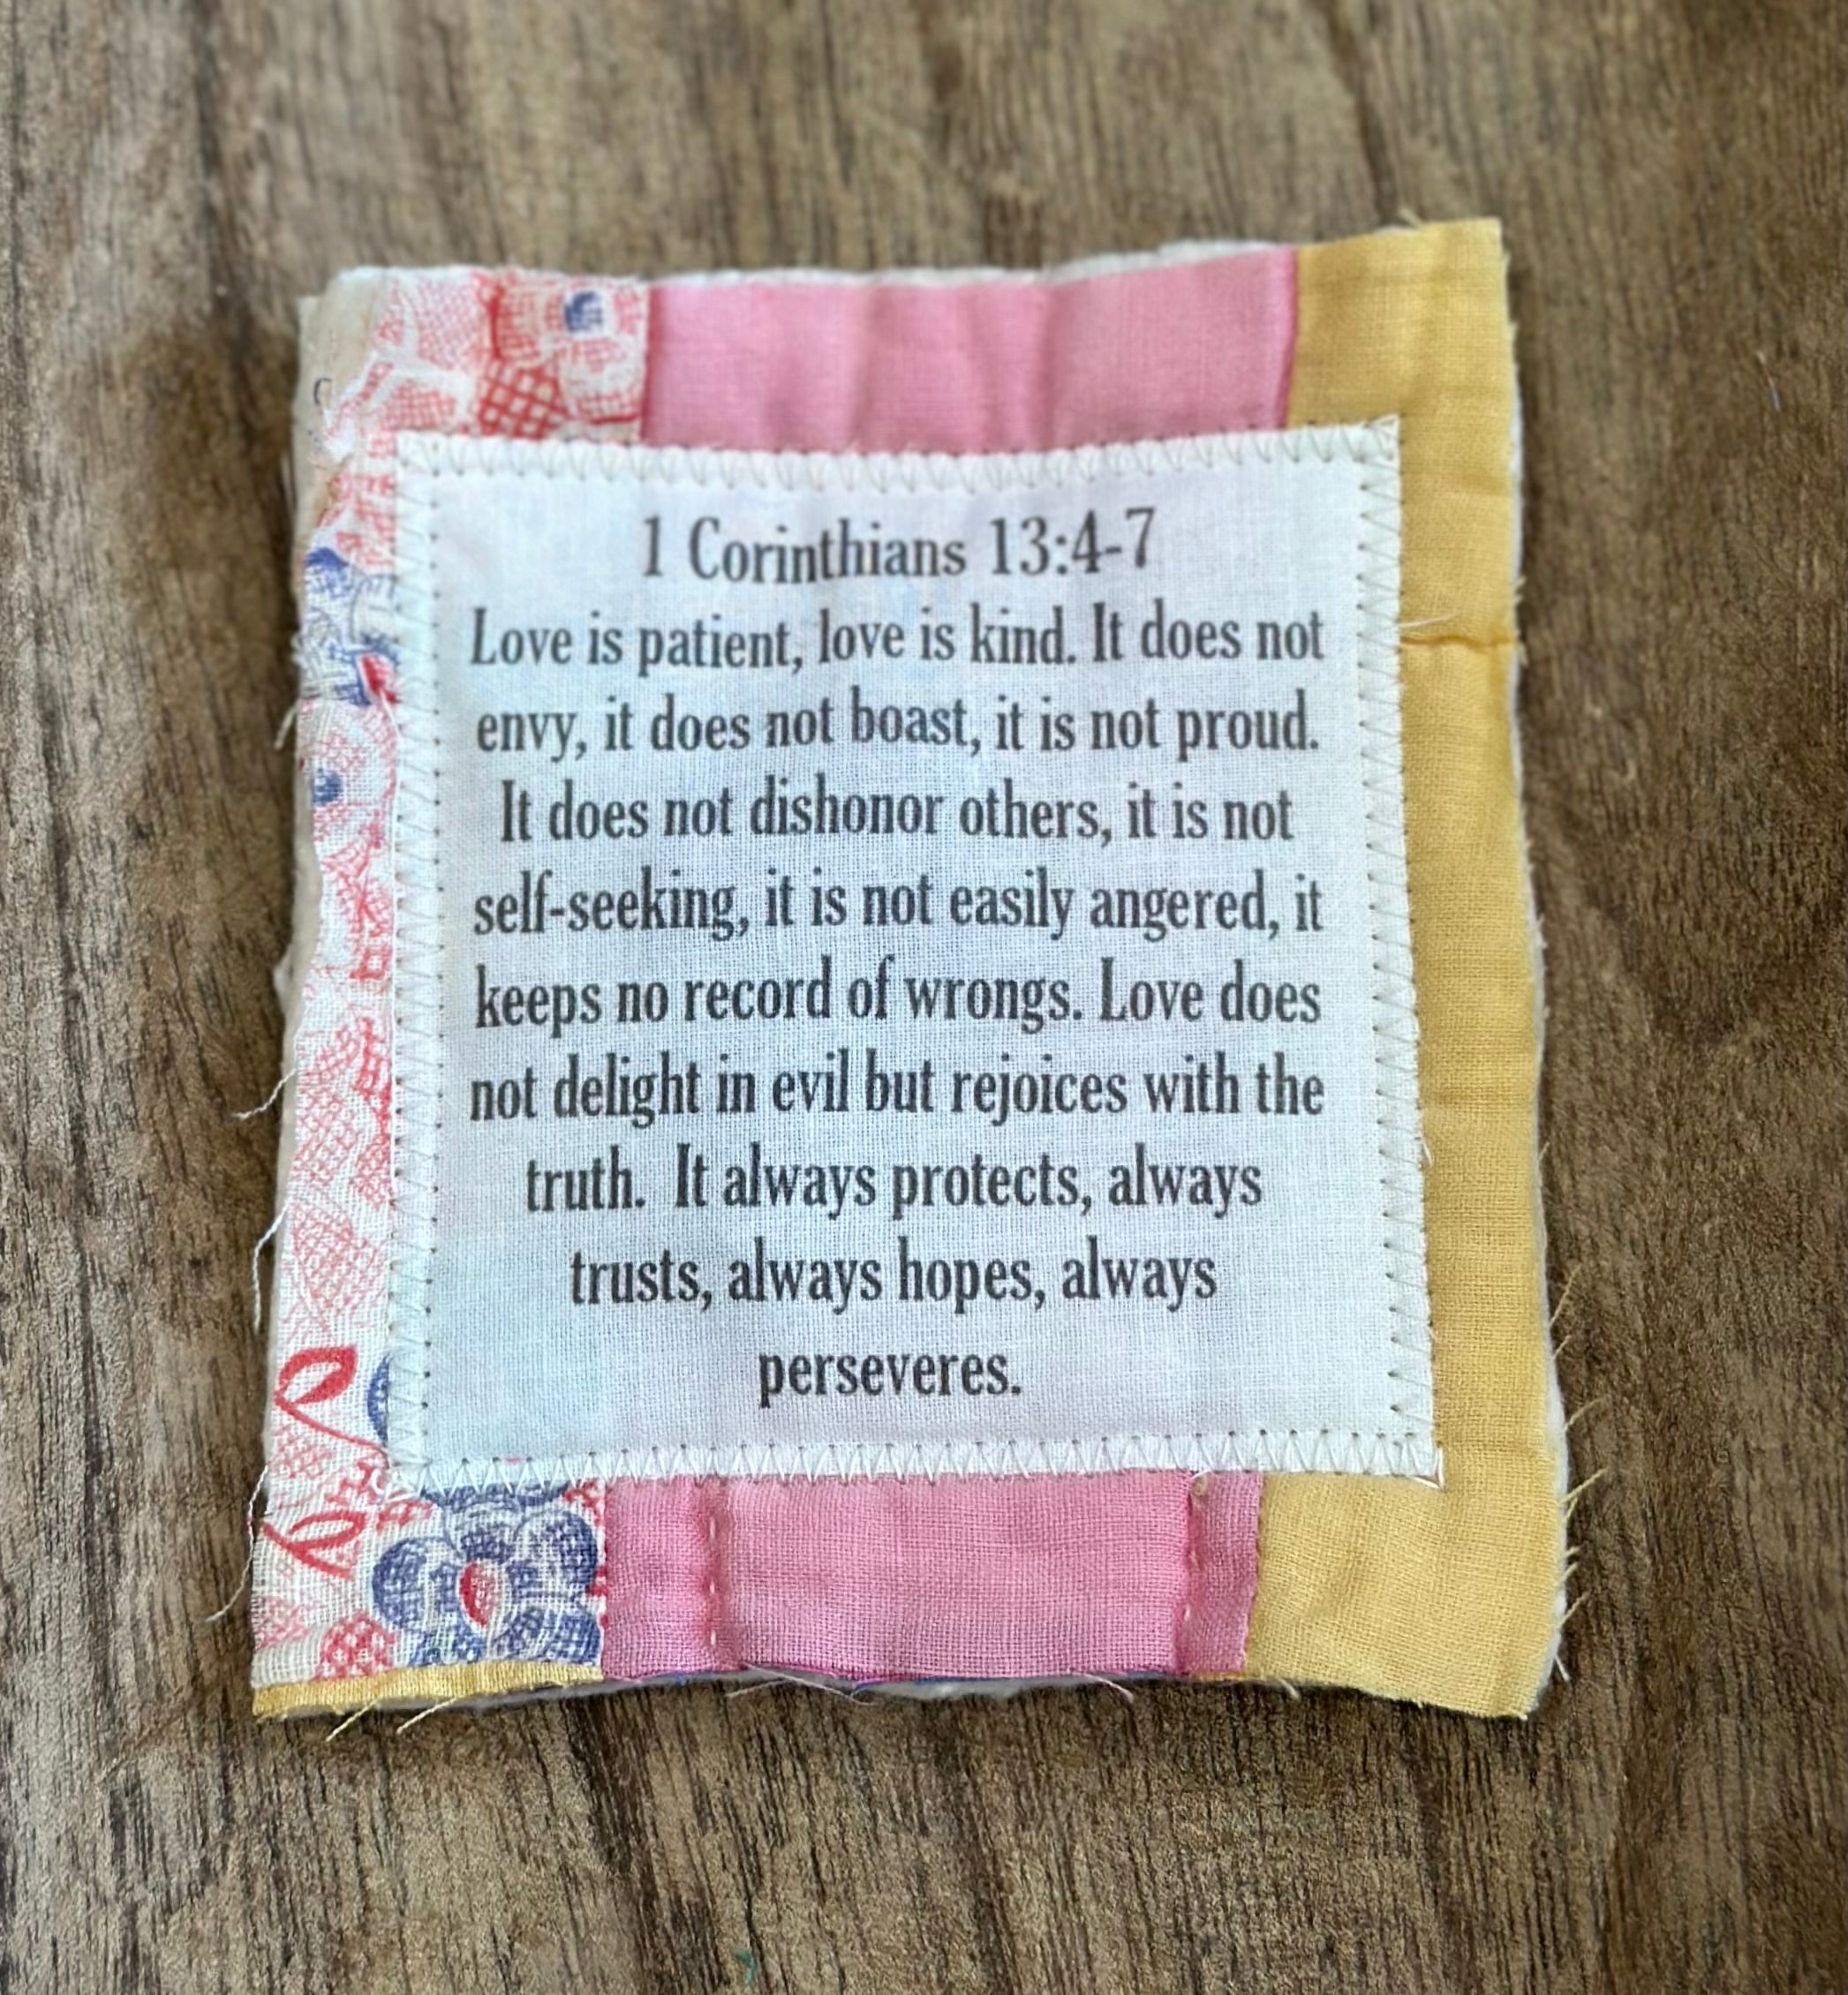 1 Corinthians 13:4-7
Love is patient, love is kind. It does not
envy, it does not boast, it is not proud.
It does not dishonor others, it is not
self-seeking, it is not easily angered, it
keeps no record of wrongs. Love does
not delight in evil but rejoices with the
truth.  It always protects, always
trusts, always hopes, always
perseveres.